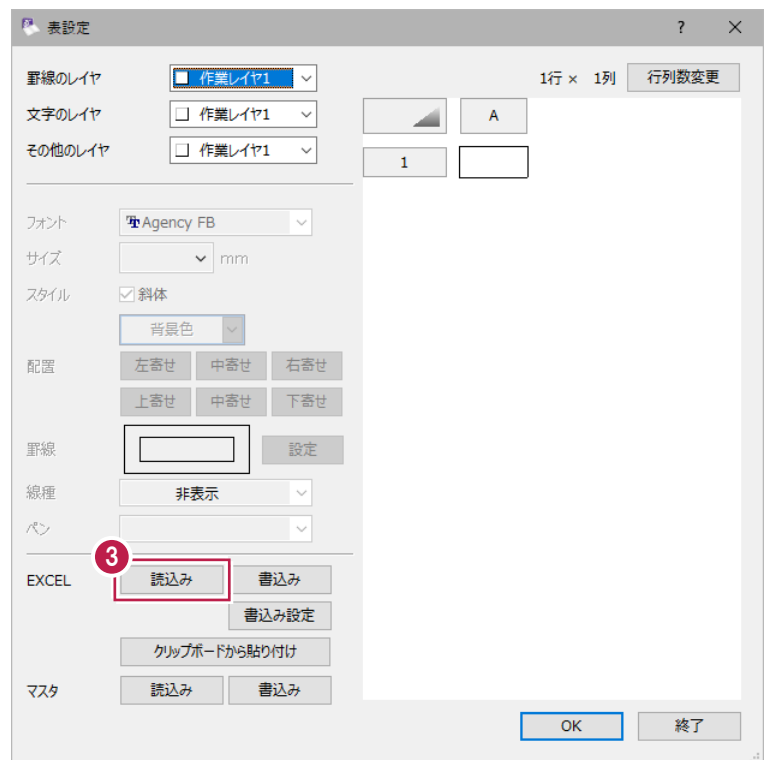 表設定 ?
罫線のレイヤ 作業レイヤ1 1行 × 1列 行列数変更
文字のレイヤ 作業レイヤ1 A
その他のレイヤ 作業レイヤ1
1
フォント Agency FB
サイズ mm
スタイル 斜体
背景色
配置 左寄せ 中寄せ 右寄せ
上寄せ 中寄せ 下寄せ
罫線 設定
線種 非表示
ペン
3
EXCEL 読込み 書込み
書込み設定
クリップボードから貼り付け
マスタ 読込み 書込み
OK 終了